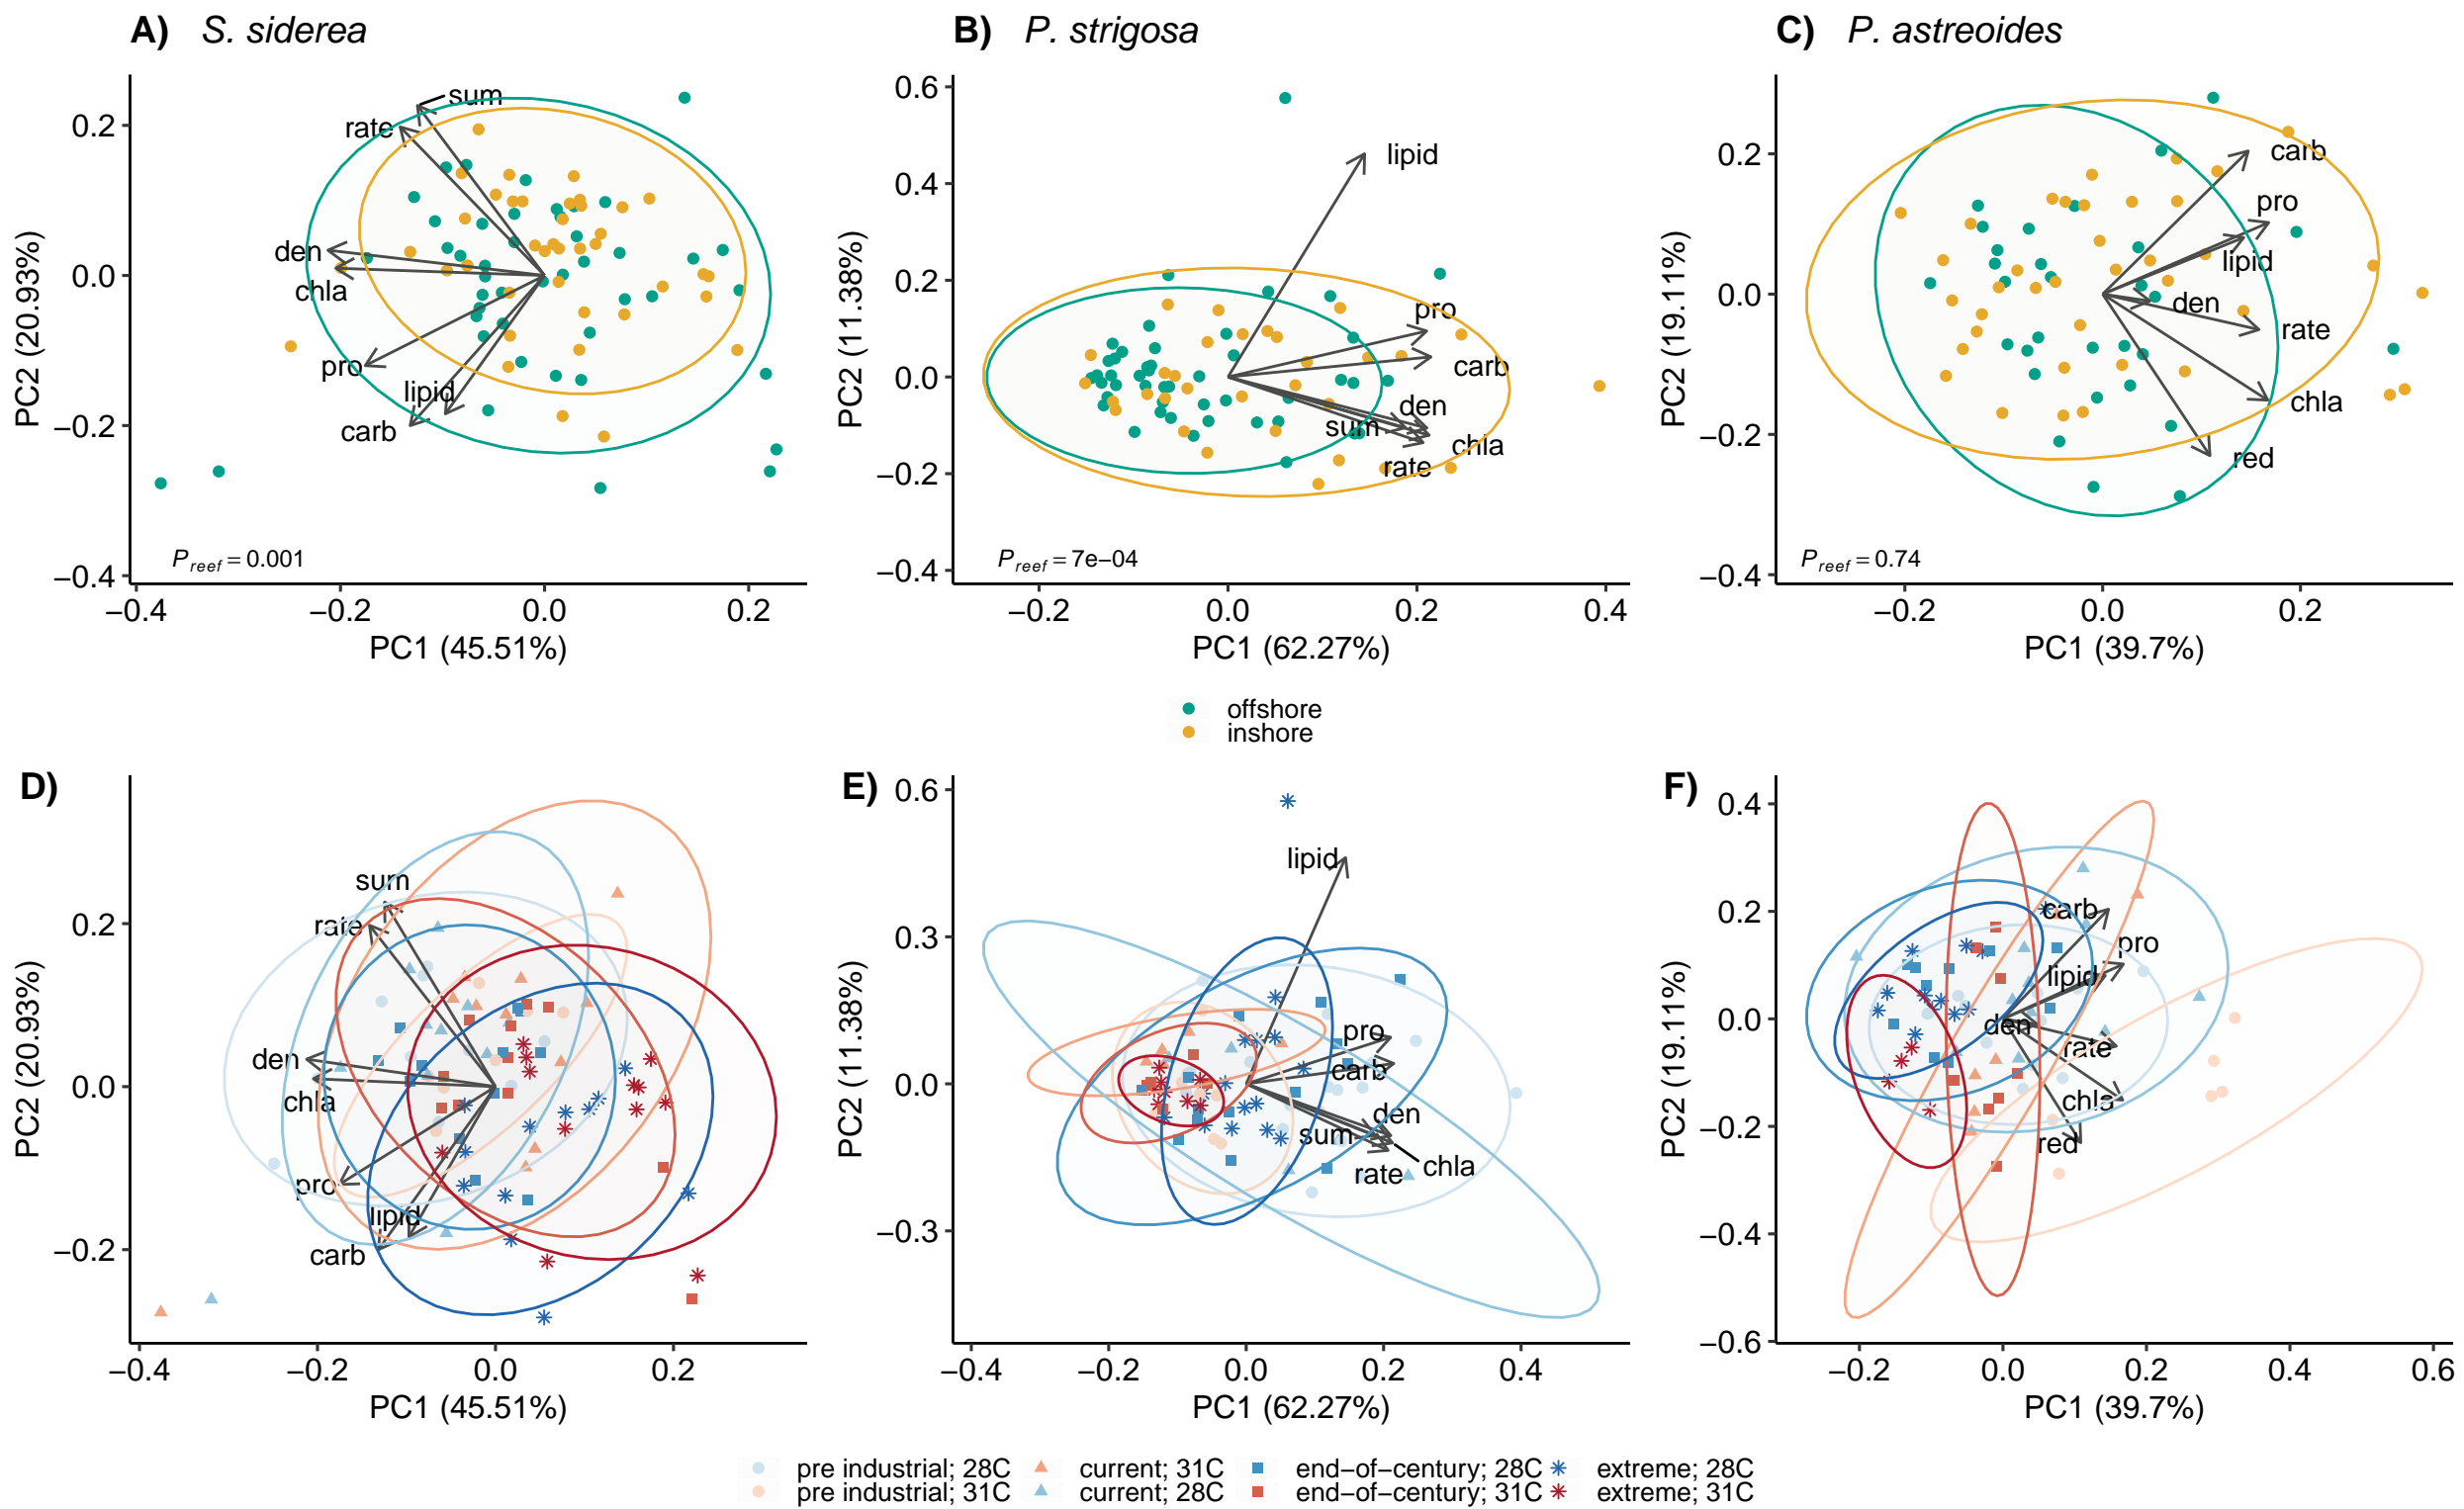 A) S. siderea
B) P. strigosa
C) P. astreoides
PC2 (20.93%)
0.2
0.0
−0.2
−0.4
sum
rate
den
chla
pro
lipid
carb
Preef = 0.001
−0.4 −0.2 0.0 0.2
PC1 (45.51%)
PC2 (11.38%)
0.6
0.4
0.2
0.0
−0.2
−0.4
lipid
pro
carb
den
sum
chla
rate
Preef = 7e−04
−0.2 0.0 0.2 0.4
PC1 (62.27%)
PC2 (19.11%)
0.2
0.0
−0.2
−0.4
carb
pro
lipid
den
rate
chla
red
Preef = 0.74
−0.2 0.0 0.2
PC1 (39.7%)
offshore
inshore
D)
PC2 (20.93%)
0.2
0.0
−0.2
sum
rate
den
chla
pro
lipid
carb
−0.4 −0.2 0.0 0.2
PC1 (45.51%)
E)
PC2 (11.38%)
0.6
0.3
0.0
−0.3
lipid
pro
carb
den
sum
chla
rate
−0.4 −0.2 0.0 0.2 0.4
PC1 (62.27%)
F)
PC2 (19.11%)
0.4
0.2
0.0
−0.2
−0.4
−0.6
carb
pro
lipid
den
rate
chla
red
−0.2 0.0 0.2 0.4 0.6
PC1 (39.7%)
pre industrial; 28C current; 31C end−of−century; 28C extreme; 28C
pre industrial; 31C current; 28C end−of−century; 31C extreme; 31C